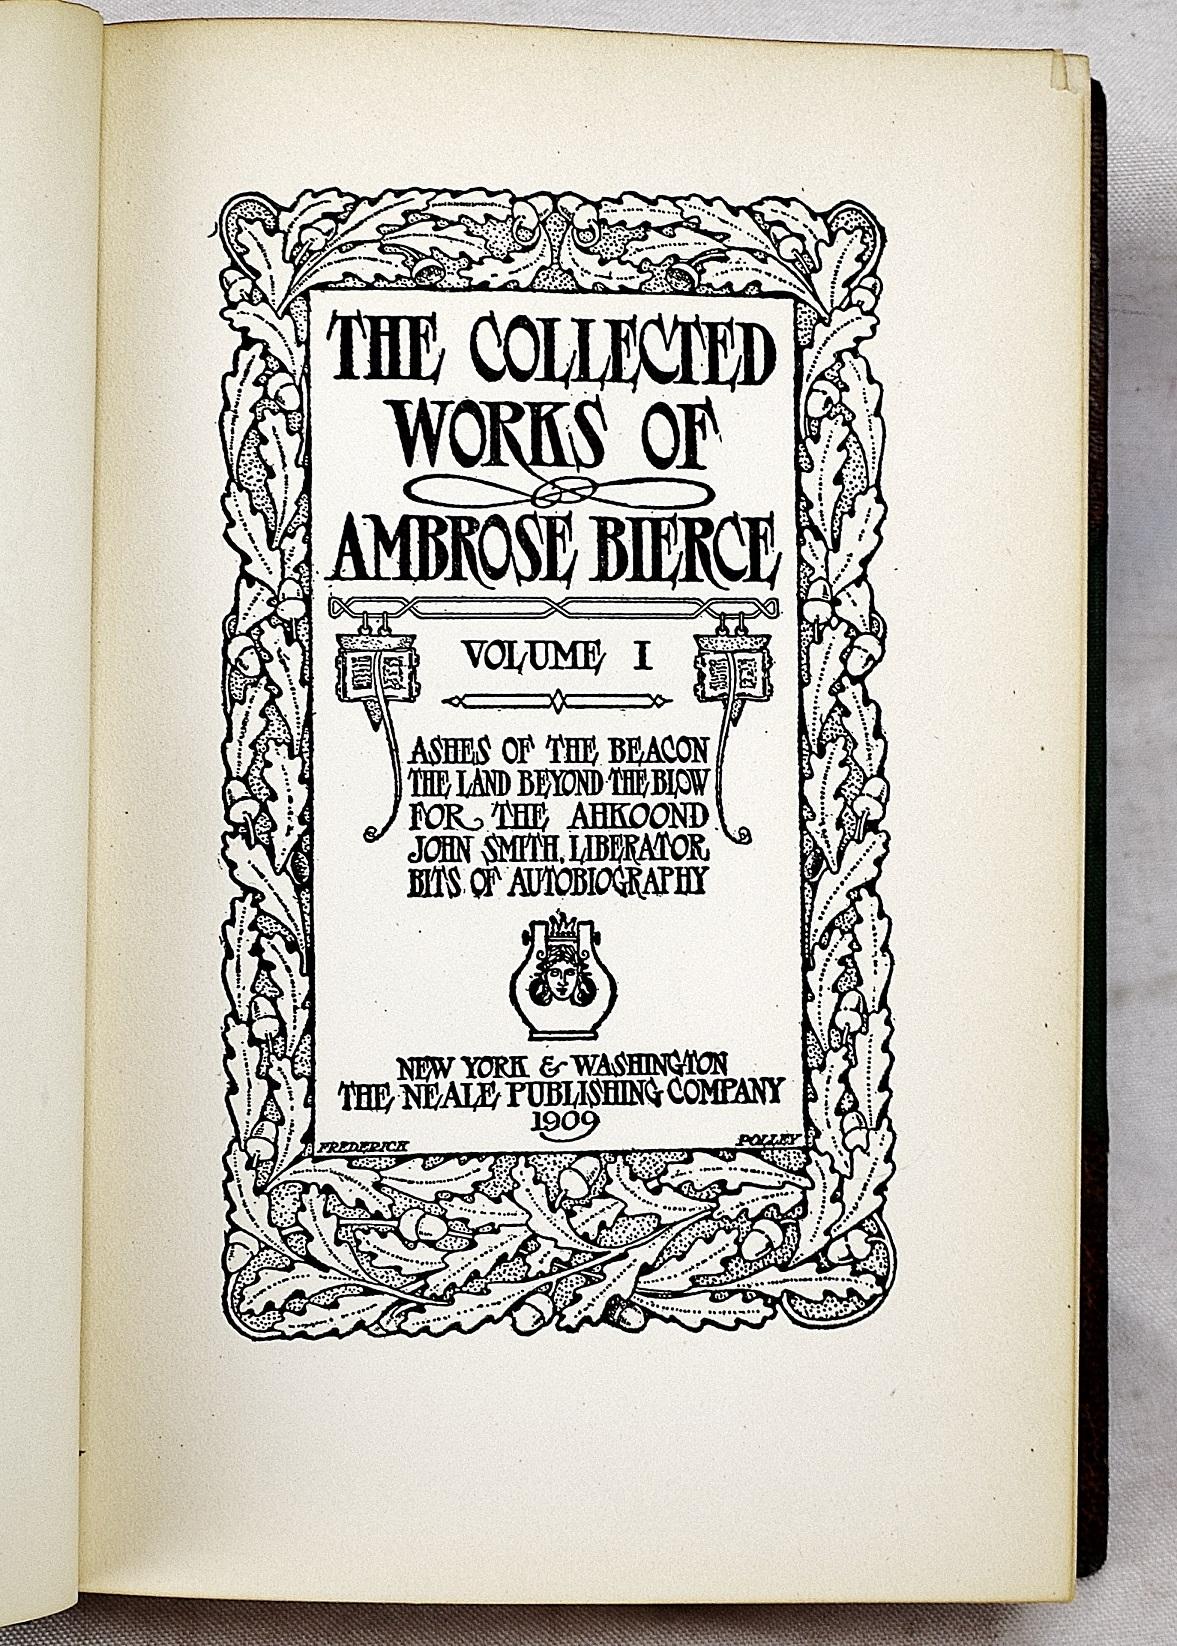 THE COLLECTED
WORKS OF
AMBROSE BIERCE
VOLUME I
ASHES OF THE BEACON
THE LAND BEYOND THE BLOW
FOR THE AHKOOND
JOHN SMITH, LIBERATOR
BITS OF AUTOBIOGRAPHY
NEW YORK & WASHINGTON
THE NEALE PUBLISHING COMPANY
1909
FREDERICK POLLEY